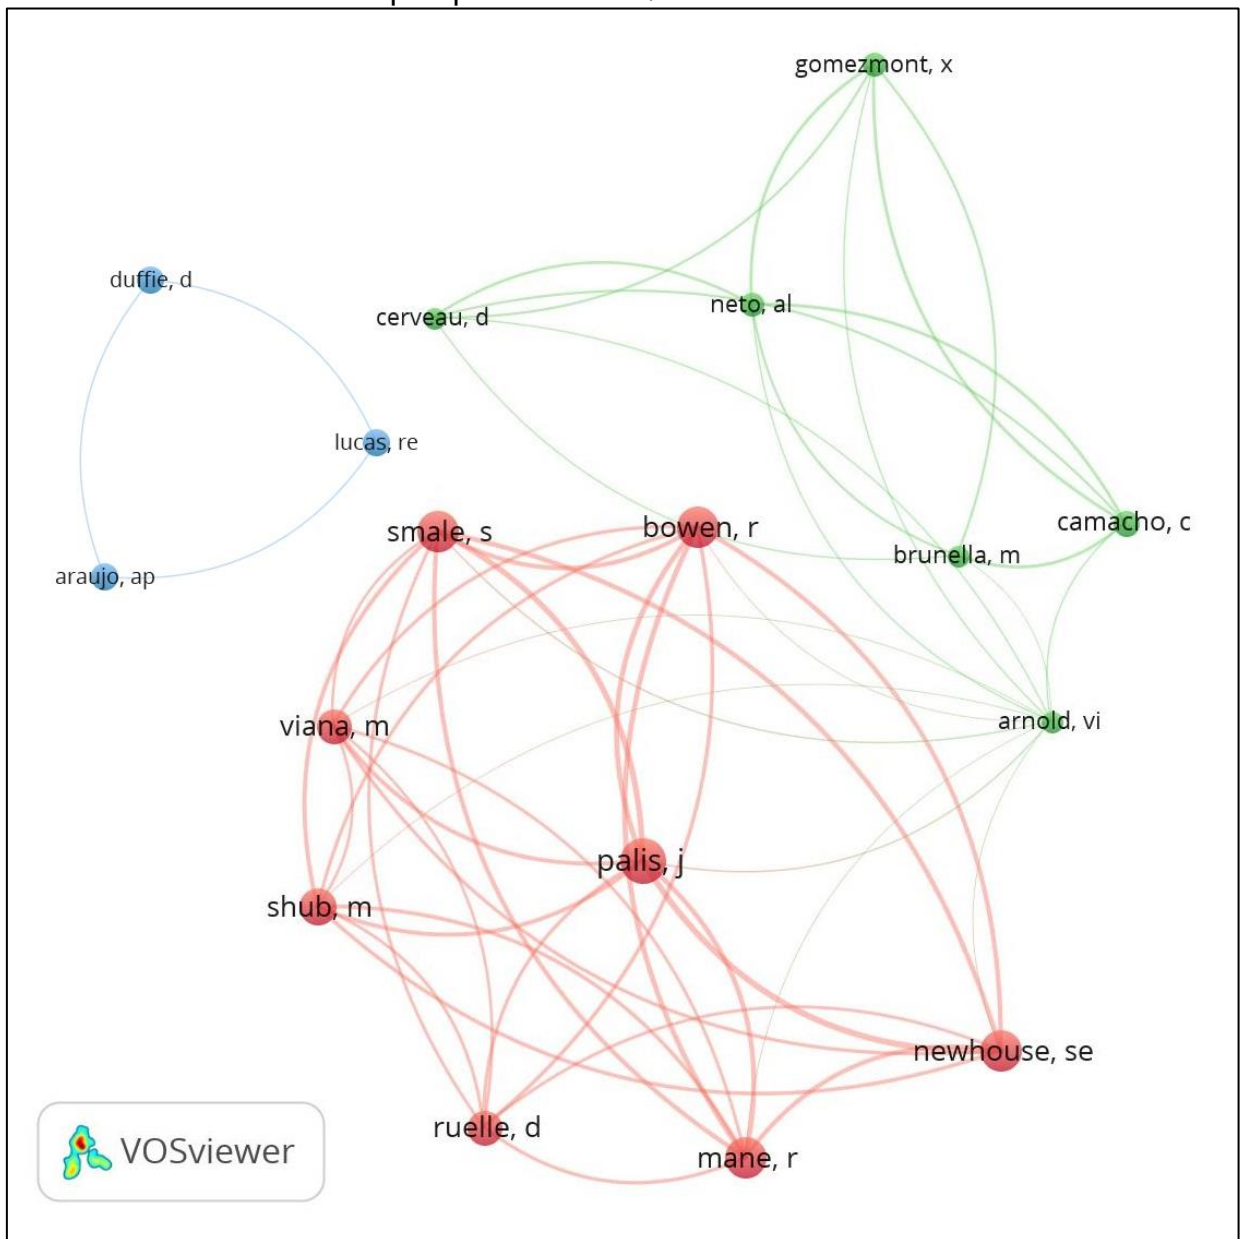 gomezmont, x
duffie, d
neto, al
cerveau, d
lucas, re
camacho, c
bowen, r
smale, s
brunella, m
araujo, ap
arnold, vi
viana, m
palis, j
shub, m
newhouse, se
ruelle, d
VOSviewer
mane, r